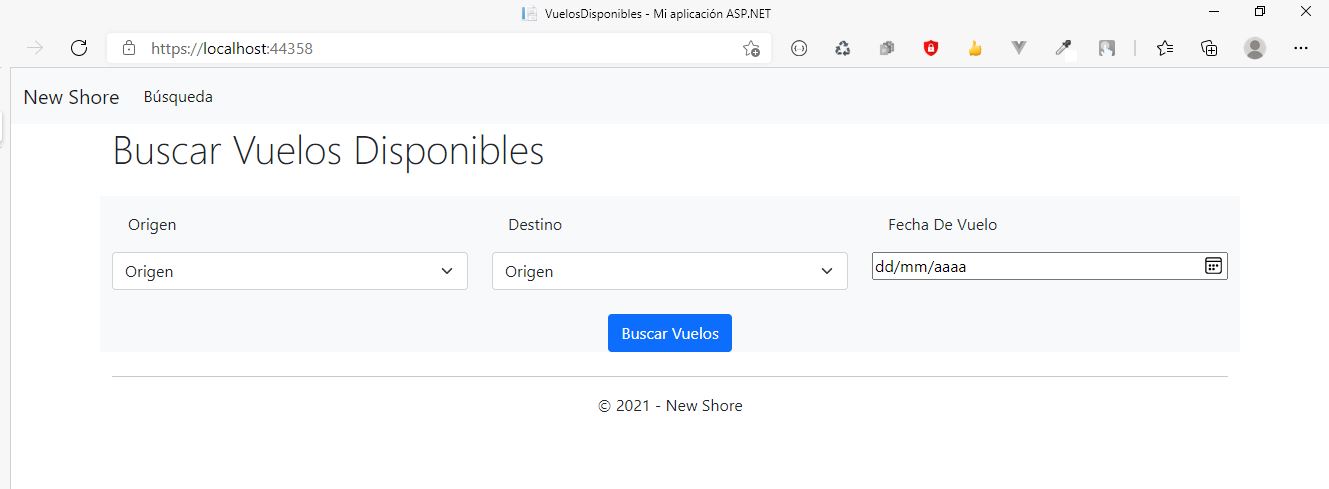 VuelosDisponibles - Mi aplicación ASP.NET
https://localhost:44358
New Shore Búsqueda
Buscar Vuelos Disponibles
Origen Destino Fecha De Vuelo
Origen Origen dd/mm/aaaa
Buscar Vuelos
© 2021 - New Shore